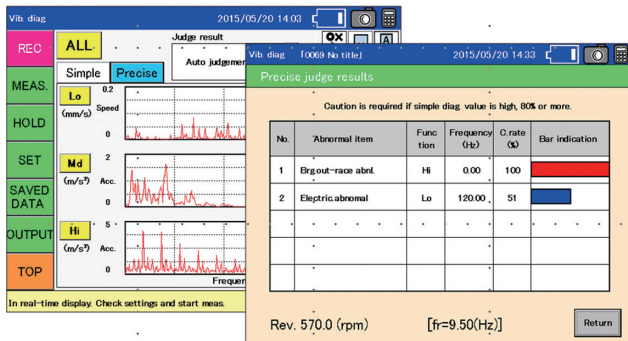 Vib. diag
2015/05/20 14:03
REC
MEAS.
HOLD
SET
SAVED
DATA
OUTPUT
TOP
ALL
Judge result
Auto judgemen
Simple
Precise
Lo
(mm/s)
0.2
Speed
0
Md
(m/s²)
2
Acc.
0
Hi
(m/s²)
5
Acc.
0
Frequen
In real-time display. Check settings and start meas.
Vib. diag
「0069 No title」
2015/05/20 14:33
Precise judge results
Caution is required if simple diag. value is high, 80% or more.
No.
Abnormal item
Func
tion
Frequency
(Hz)
C.rate
(%)
Bar indication
1 Brg.out-race abnl. Hi 0.00 100
2 Electric.abnomal Lo 120.00 51
Rev. 570.0 (rpm)
[fr=9.50(Hz)]
Return